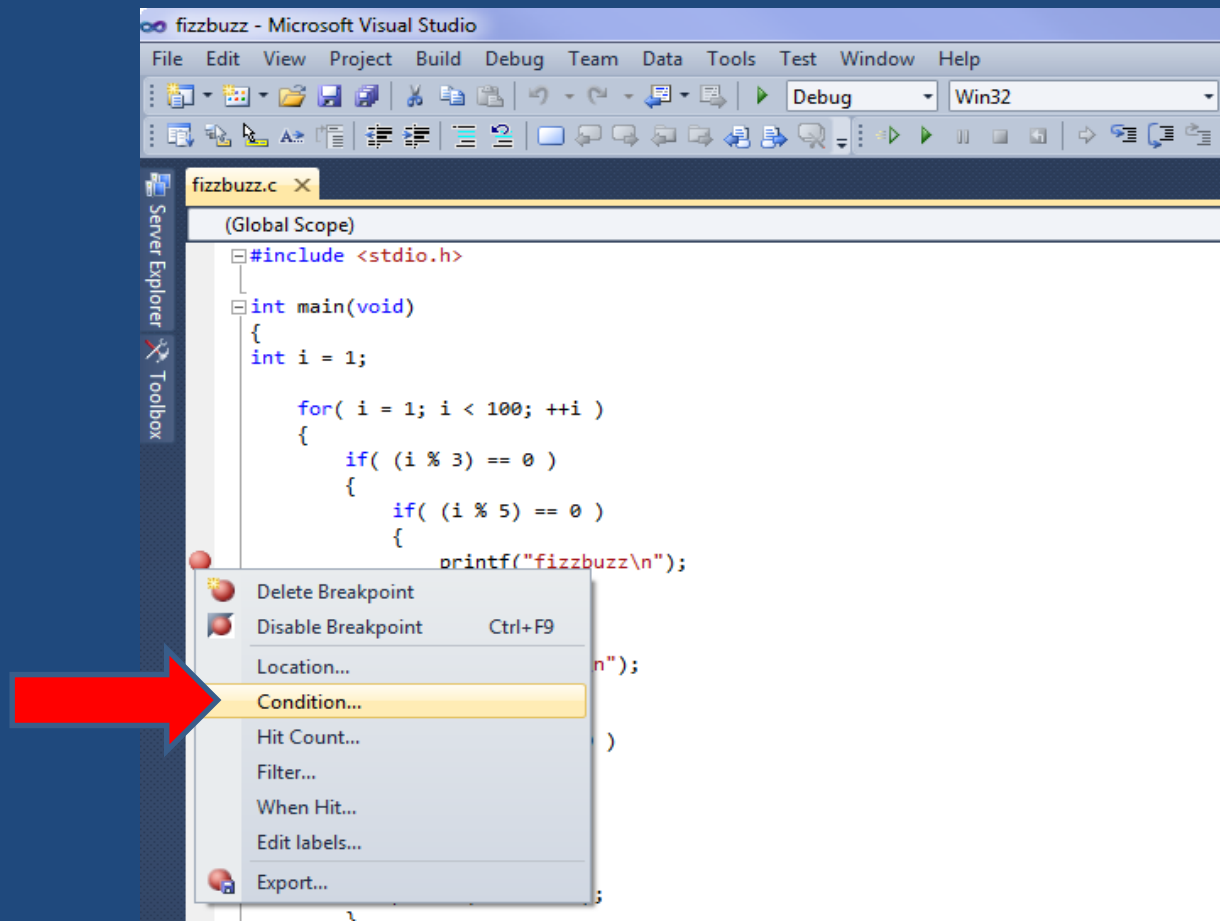 fizzbuzz - Microsoft Visual Studio
File Edit View Project Build Debug Team Data Tools Test Window Help
Debug Win32
fizzbuzz.c
Server Explorer
Toolbox
(Global Scope)
#include <stdio.h>
int main(void)
{
int i = 1;
for( i = 1; i < 100; ++i )
{
if( (i % 3) == 0 )
{
if( (i % 5) == 0 )
{
printf("fizzbuzz\n");
Delete Breakpoint
Disable Breakpoint Ctrl+F9
Location...
n");
Condition...
Hit Count...
)
Filter...
When Hit...
Edit labels...
Export...
;
}